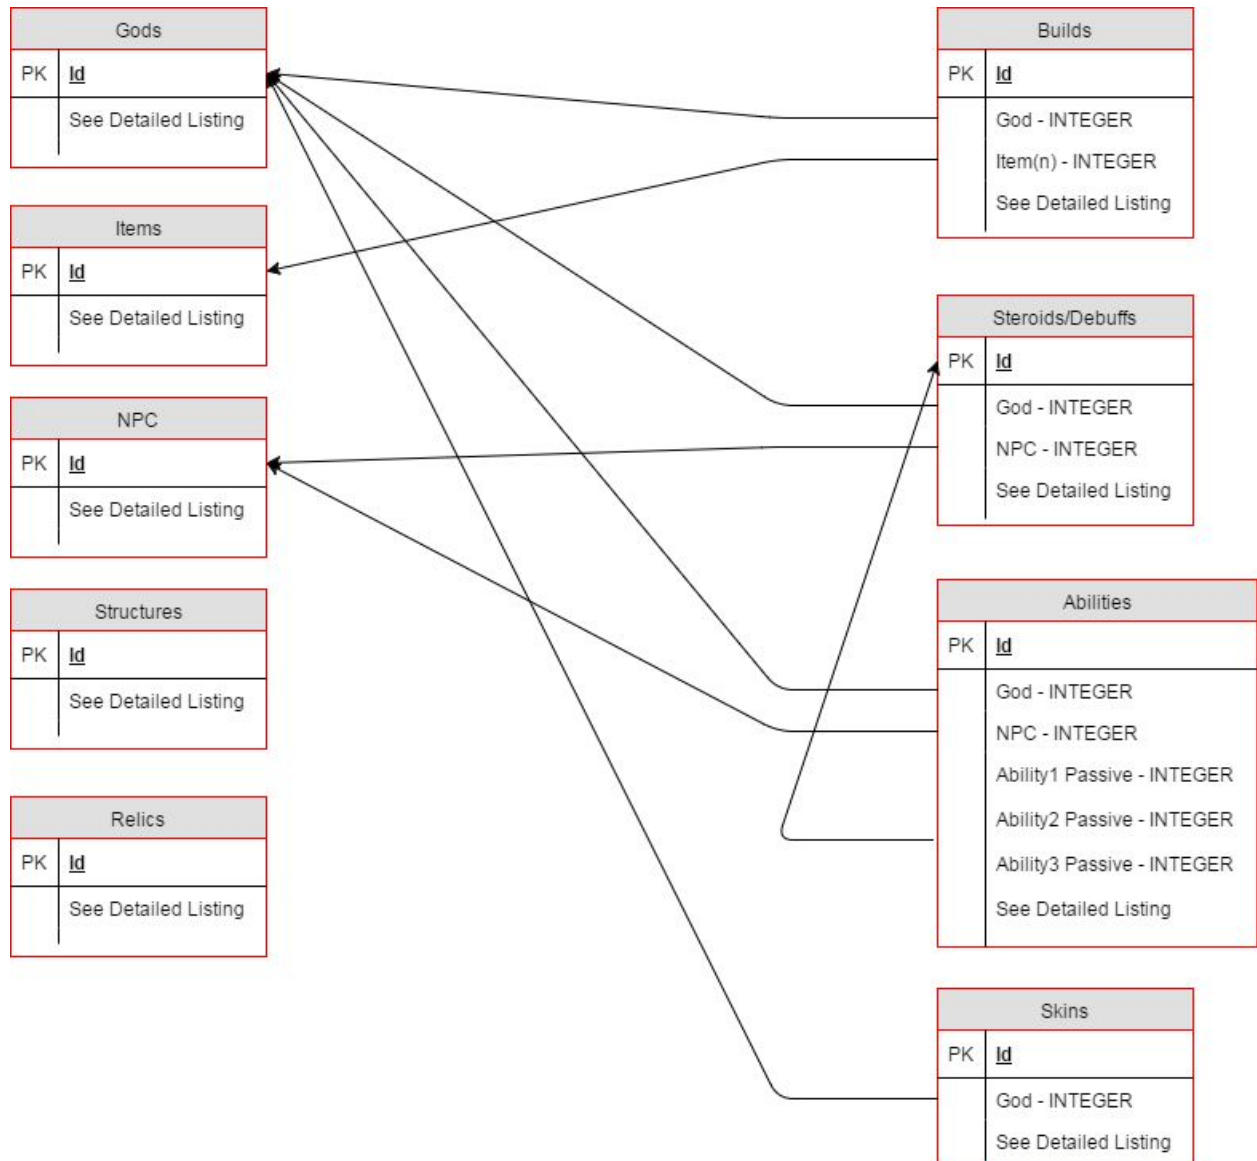 Gods
PK Id
See Detailed Listing
Items
PK Id
See Detailed Listing
NPC
PK Id
See Detailed Listing
Structures
PK Id
See Detailed Listing
Relics
PK Id
See Detailed Listing
Builds
PK Id
God - INTEGER
Item(n) - INTEGER
See Detailed Listing
Steroids/Debuffs
PK Id
God - INTEGER
NPC - INTEGER
See Detailed Listing
Abilities
PK Id
God - INTEGER
NPC - INTEGER
Ability1 Passive - INTEGER
Ability2 Passive - INTEGER
Ability3 Passive - INTEGER
See Detailed Listing
Skins
PK Id
God - INTEGER
See Detailed Listing